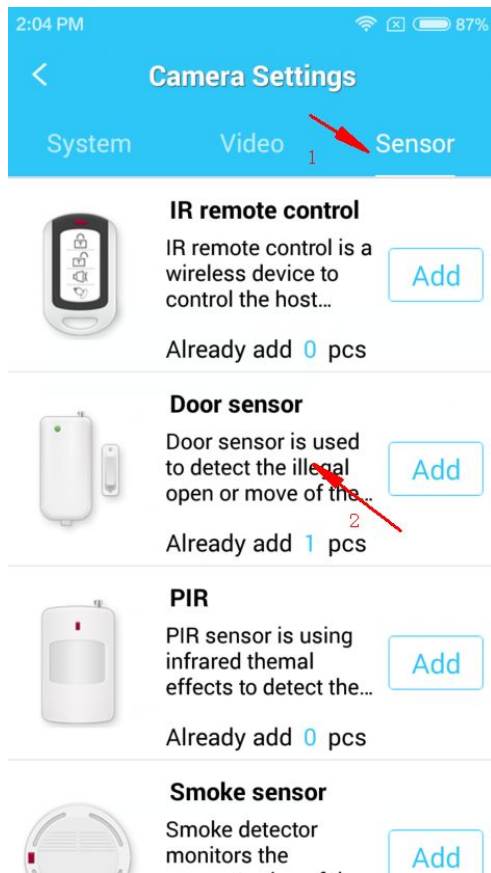 2:04 PM 87%
Camera Settings
System Video 1 Sensor
IR remote control
IR remote control is a
wireless device to
control the host...
Add
Already add 0 pcs
Door sensor
Door sensor is used
to detect the illegal
open or move of the...
Add
2
Already add 1 pcs
PIR
PIR sensor is using
infrared themal
effects to detect the...
Add
Already add 0 pcs
Smoke sensor
Smoke detector
monitors the
Add